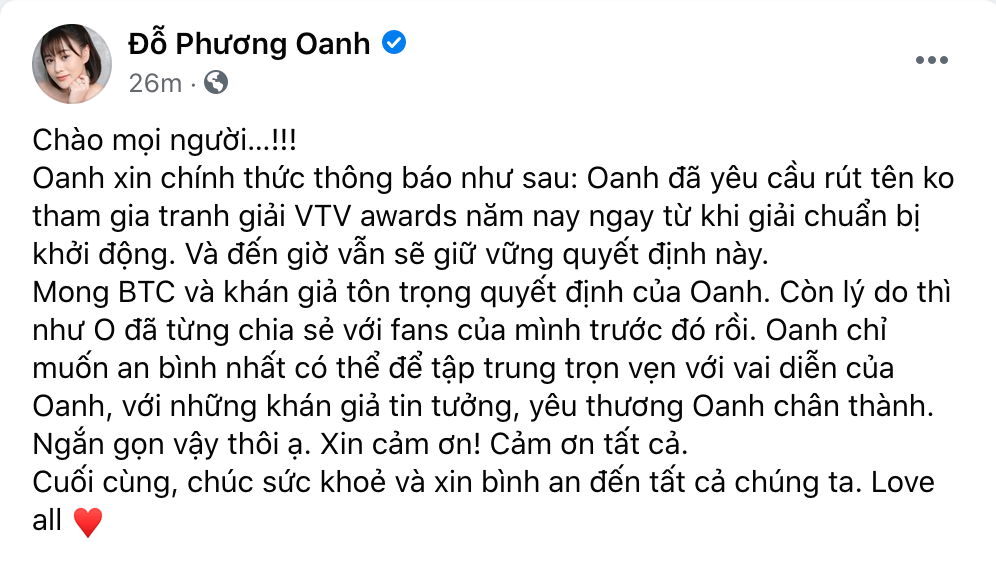 Đỗ Phương Oanh
26m ·
Chào mọi người...!!!
Oanh xin chính thức thông báo như sau: Oanh đã yêu cầu rút tên ko
tham gia tranh giải VTV awards năm nay ngay từ khi giải chuẩn bị
khởi động. Và đến giờ vẫn sẽ giữ vững quyết định này.
Mong BTC và khán giả tôn trọng quyết định của Oanh. Còn lý do thì
như O đã từng chia sẻ với fans của mình trước đó rồi. Oanh chỉ
muốn an bình nhất có thể để tập trung trọn vẹn với vai diễn của
Oanh, với những khán giả tin tưởng, yêu thương Oanh chân thành.
Ngắn gọn vậy thôi ạ. Xin cảm ơn! Cảm ơn tất cả.
Cuối cùng, chúc sức khoẻ và xin bình an đến tất cả chúng ta. Love
all ♥️